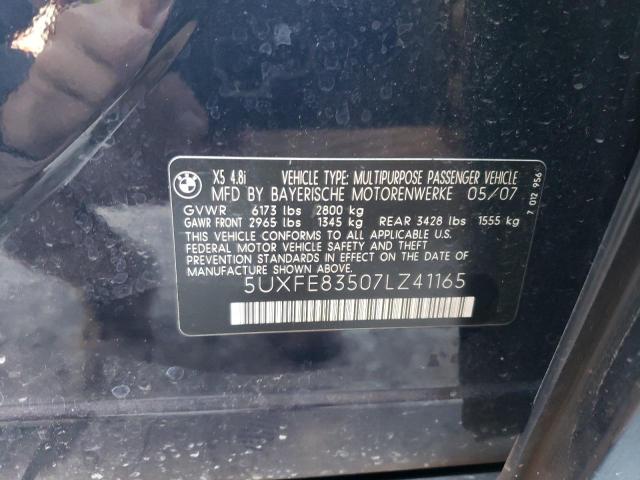 BMW
X5 4.8i VEHICLE TYPE: MULTIPURPOSE PASSENGER VEHICLE
MFD BY BAYERISCHE MOTORENWERKE 05/07
GVWR 6173 lbs 2800 kg
GAWR FRONT 2965 lbs 1345 kg REAR 3428 lbs 1555 kg
THIS VEHICLE CONFORMS TO ALL APPLICABLE U.S.
FEDERAL MOTOR VEHICLE SAFETY AND THEFT
PREVENTION STANDARDS IN EFFECT ON THE DATE OF
MANUFACTURE SHOWN ABOVE.
5UXFE83507LZ41165
7 012 956